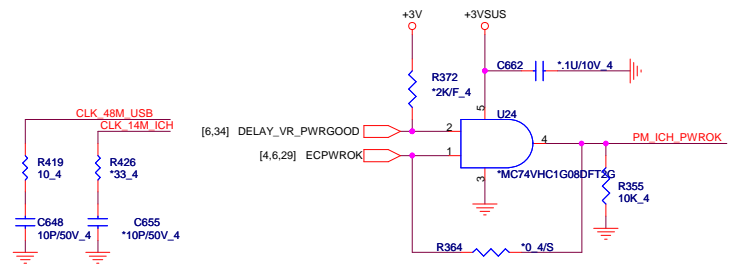 +3V
+3VSUS
C662
*.1U/10V_4
R372
*2K/F_4
CLK_48M_USB
CLK_14M_ICH
5
U24
[6,34] DELAY_VR_PWRGOOD
2
4
PM_ICH_PWROK
[4,6,29] ECPWROK
1
R419
10_4
R426
*33_4
3
*MC74VHC1G08DFT2G
R355
10K_4
C648
10P/50V_4
C655
*10P/50V_4
R364
*0_4/S